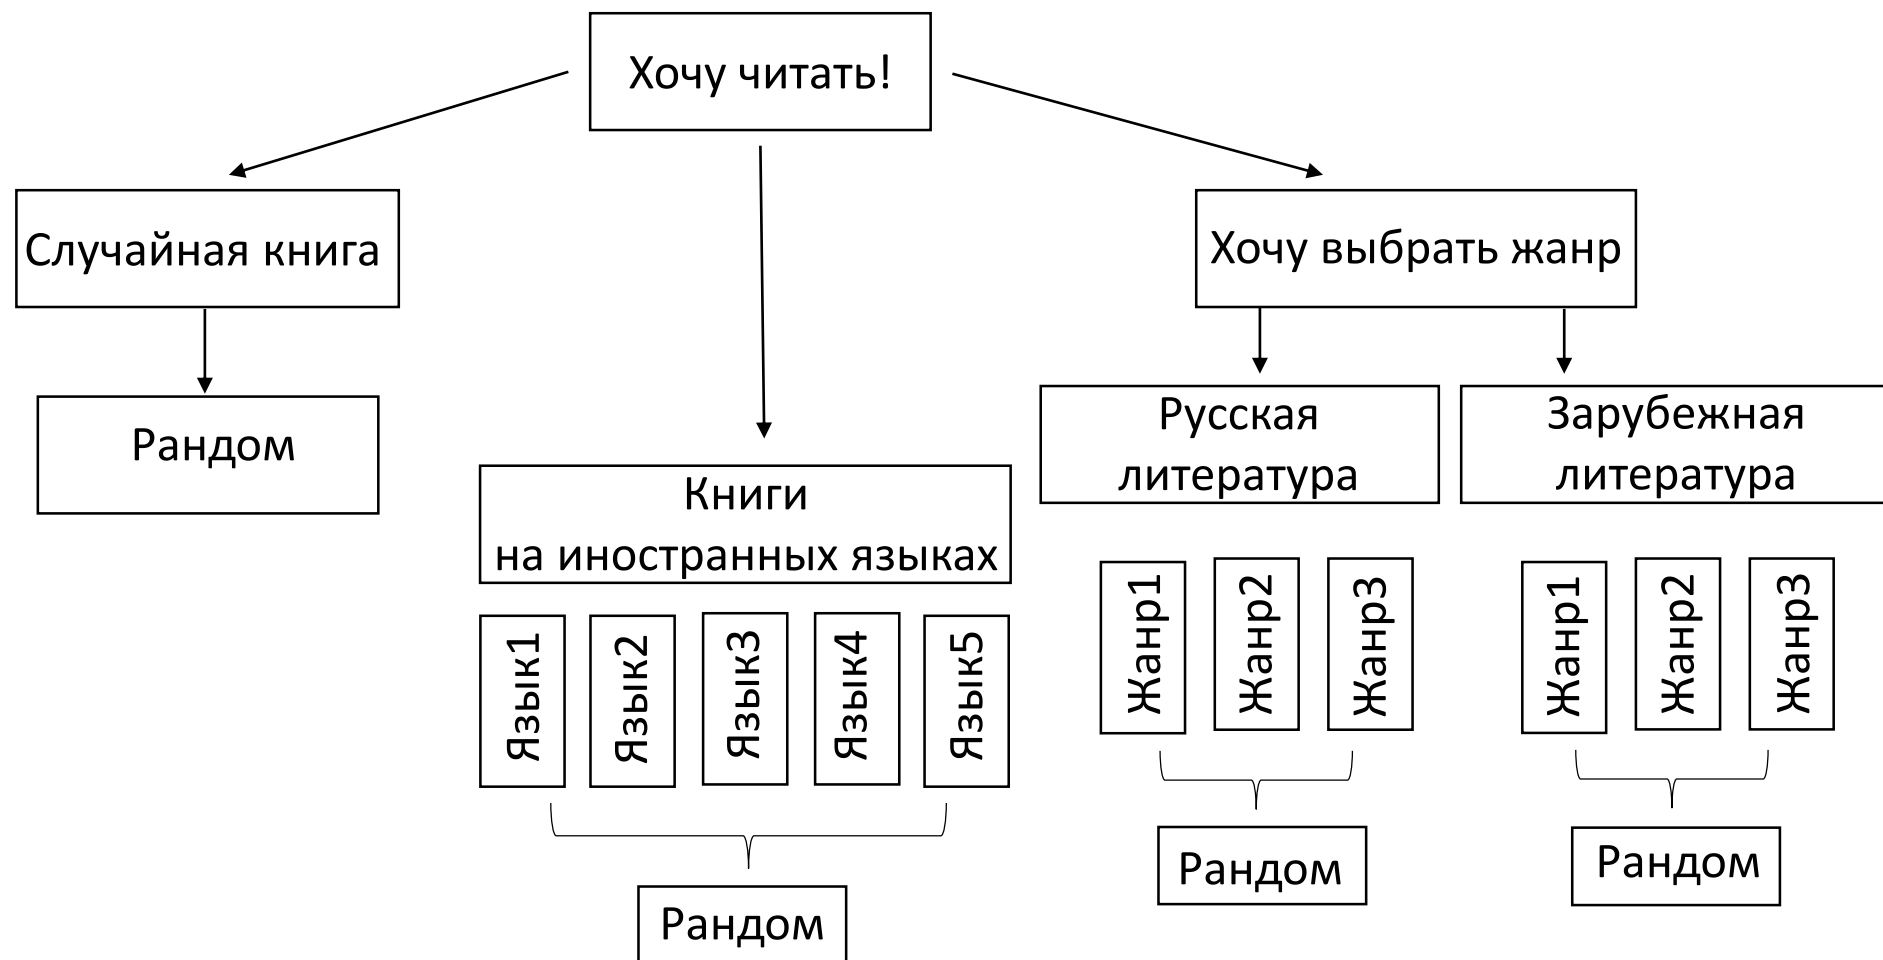 Хочу читать!
Случайная книга
Хочу выбрать жанр
Рандом
Русская
литература
Зарубежная
литература
Книги
на иностранных языках
Язык1
Язык2
Язык3
Язык4
Язык5
Жанр1
Жанр2
Жанр3
Жанр1
Жанр2
Жанр3
Рандом
Рандом
Рандом